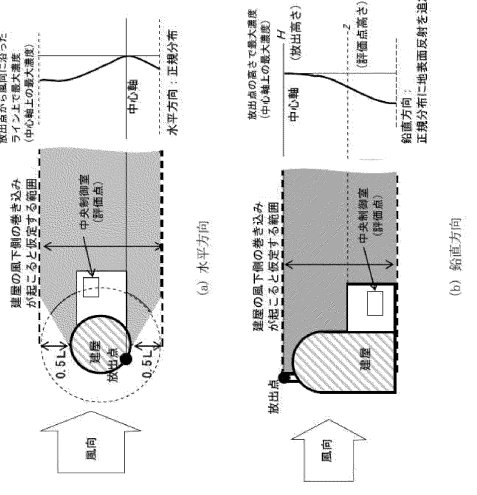 放出点から風向に沿った
ライン上で最大濃度
(中心軸上の最大濃度)
中心軸
水平方向：正規分布
建屋の風下側の巻き込み
が起こると仮定する範囲
中央制御室
(評価点)
0.5L
建屋
放出点
0.5L
風向
(a) 水平方向
放出点の高さで最大濃度
(中心軸上の最大濃度)
H
(放出高さ)
中心軸
Z
(評価点高さ)
鉛直方向：
正規分布に地表面反射を追
建屋の風下側の巻き込み
が起こると仮定する範囲
中央制御室
(評価点)
放出点
建屋
風向
(b) 鉛直方向